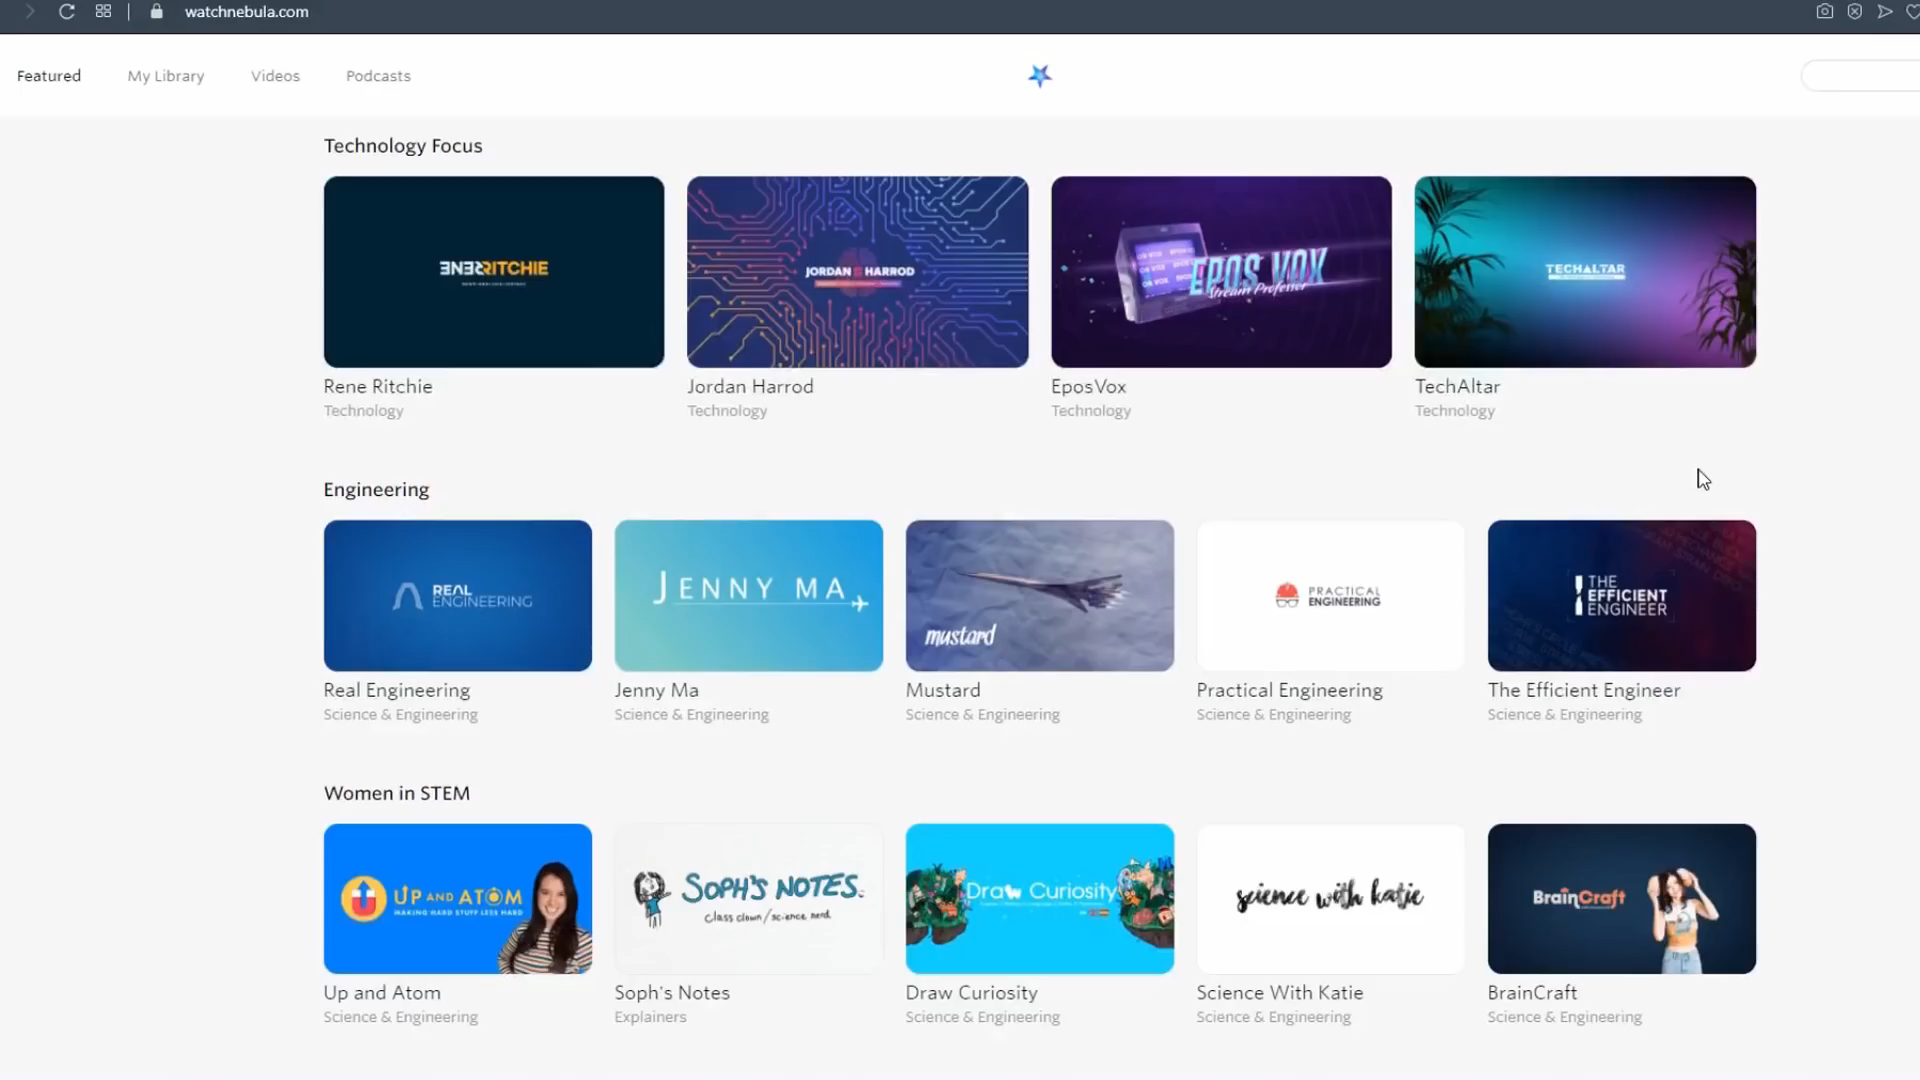 watchnebula.com
Featured My Library Videos Podcasts
Technology Focus
RENE RITCHIE
JORDAN HARROD
EPOS VOX
Stream Professor
TECHALTAR
Rene Ritchie Jordan Harrod EposVox TechAltar
Technology Technology Technology Technology
Engineering
REAL
ENGINEERING
JENNY MA
mustard
PRACTICAL
ENGINEERING
THE
EFFICIENT
ENGINEER
Real Engineering Jenny Ma Mustard Practical Engineering The Efficient Engineer
Science & Engineering Science & Engineering Science & Engineering Science & Engineering Science & Engineering
Women in STEM
UP AND ATOM
MAKING HARD STUFF LESS HARD
SOPH'S NOTES
class clown/science nerd
Draw Curiosity
science with katie
BrainCraft
Up and Atom Soph's Notes Draw Curiosity Science With Katie BrainCraft
Science & Engineering Explainers Science & Engineering Science & Engineering Science & Engineering